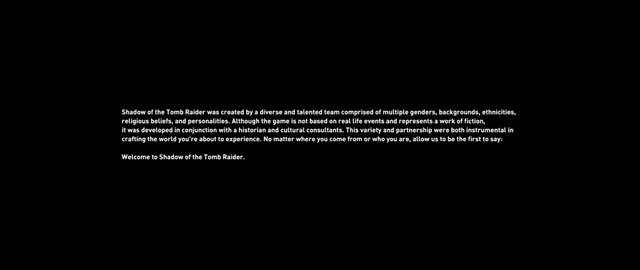 Shadow of the Tomb Raider was created by a diverse and talented team comprised of multiple genders, backgrounds, ethnicities,
religious beliefs, and personalities. Although the game is not based on real life events and represents a work of fiction,
it was developed in conjunction with a historian and cultural consultants. This variety and partnership were both instrumental in
crafting the world you're about to experience. No matter where you come from or who you are, allow us to be the first to say:
Welcome to Shadow of the Tomb Raider.